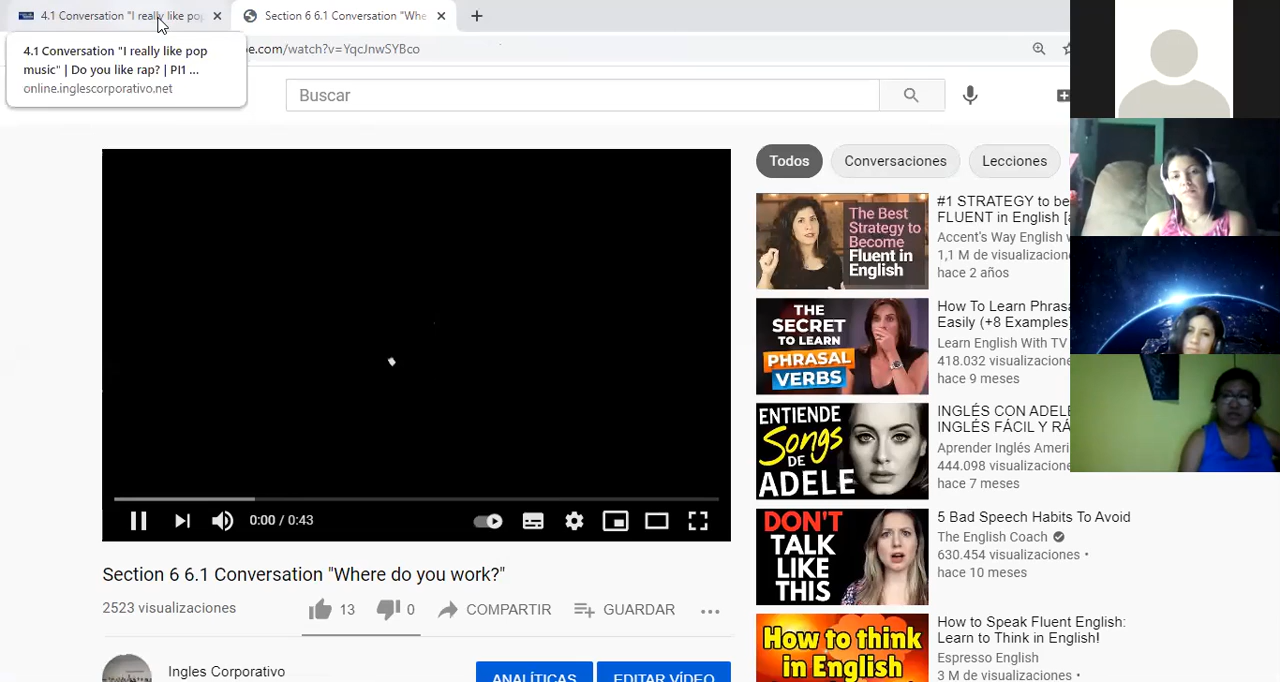 4.1 Conversation "I really like po
Section 6 6.1 Conversation "Whe
4.1 Conversation "I really like pop
music" | Do you like rap? | PI1 ...
online.inglescorporativo.net
be.com/watch?v=YqcJnwSYBco
Buscar
Todos
Conversaciones
Lecciones
The Best
Strategy to
Become
Fluent in
English
#1 STRATEGY to be
FLUENT in English [a
Accent's Way English w
1,1 M de visualizacion
hace 2 años
THE
SECRET
TO LEARN
PHRASAL
VERBS
How To Learn Phrasa
Easily (+8 Examples
Learn English With TV
418.032 visualizacione
hace 9 meses
ENTIENDE
Songs
DE
ADELE
INGLÉS CON ADELE
INGLÉS FÁCIL Y RÁ
Aprender Inglés Ameri
444.098 visualizacione
hace 7 meses
DON'T
TALK
LIKE
THIS
5 Bad Speech Habits To Avoid
The English Coach
630.454 visualizaciones •
hace 10 meses
How to think
in English
How to Speak Fluent English:
Learn to Think in English!
Espresso English
3 M de visualizaciones •
0:00 / 0:43
Section 6 6.1 Conversation "Where do you work?"
2523 visualizaciones
13
0
COMPARTIR
GUARDAR
Ingles Corporativo
ANALÍTICAS
EDITAR VÍDEO